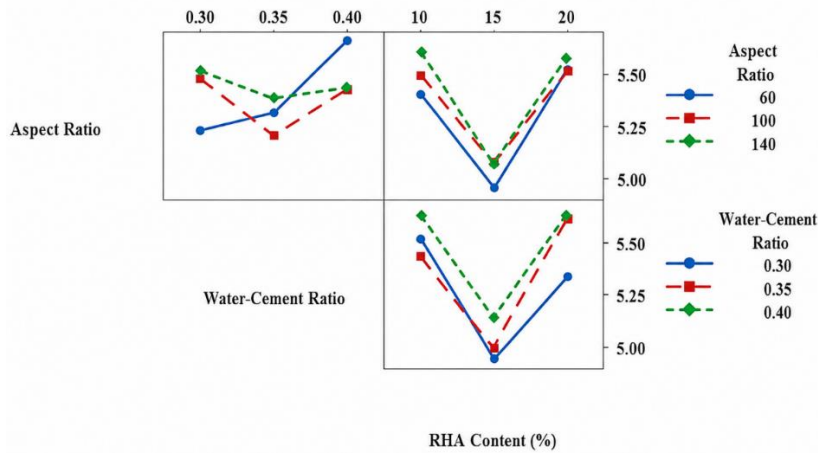 0.30 0.35 0.40 10 15 20
Aspect
Ratio
60
100
140
5.50
5.25
5.00
Aspect Ratio
Water-Cement
Ratio
0.30
0.35
0.40
5.50
5.25
5.00
Water-Cement Ratio
RHA Content (%)